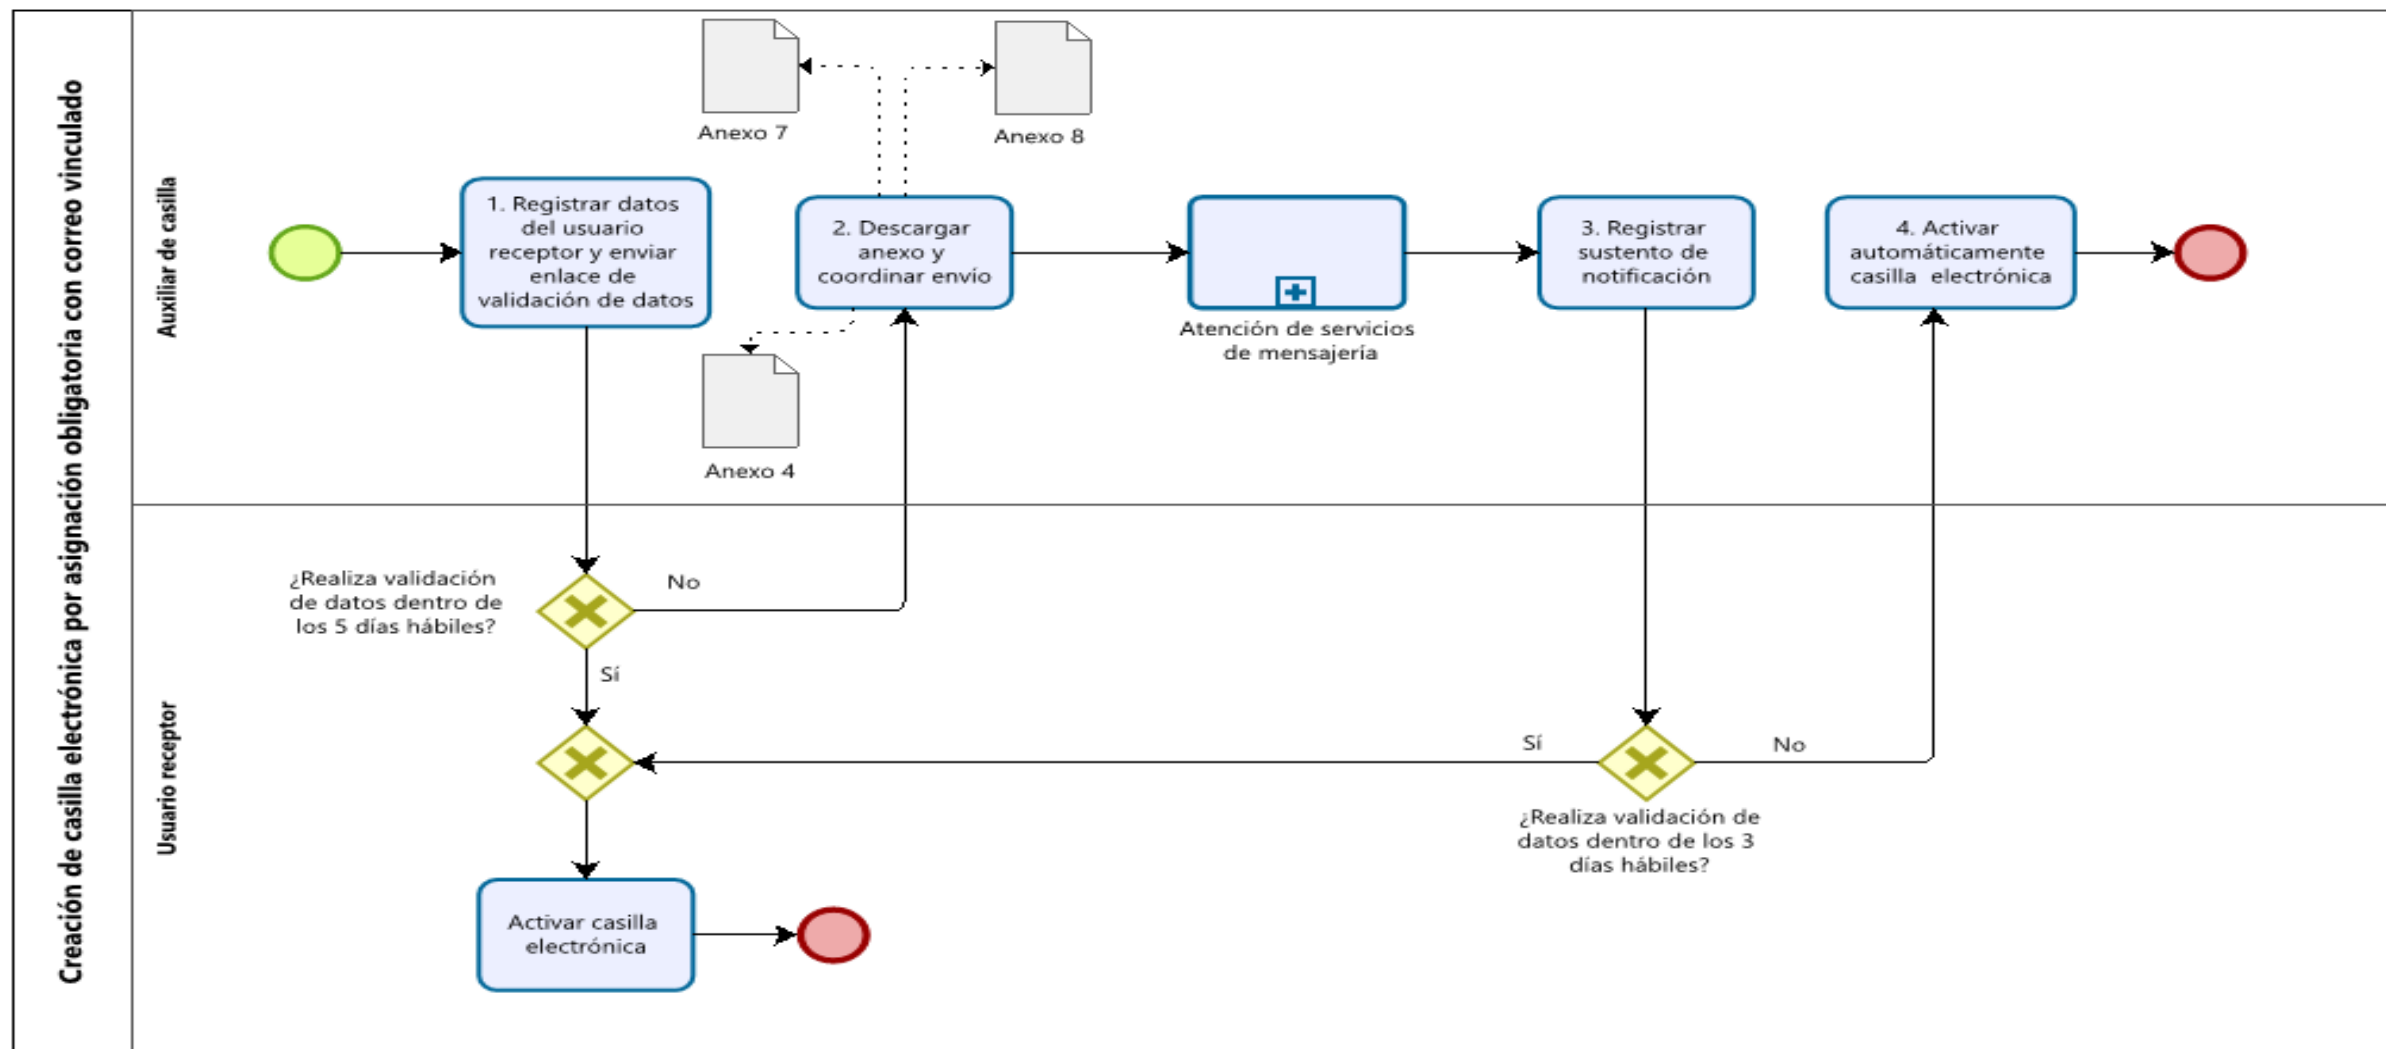 Creación de casilla electrónica por asignación obligatoria con correo vinculado
Auxiliar de casilla
Anexo 7
Anexo 8
1. Registrar datos
del usuario
receptor y enviar
enlace de
validación de datos
2. Descargar
anexo y
coordinar envío
Atención de servicios
de mensajería
3. Registrar
sustento de
notificación
4. Activar
automáticamente
casilla electrónica
Anexo 4
Usuario receptor
¿Realiza validación
de datos dentro de
los 5 días hábiles?
No
Sí
Sí
No
¿Realiza validación de
datos dentro de los 3
días hábiles?
Activar casilla
electrónica